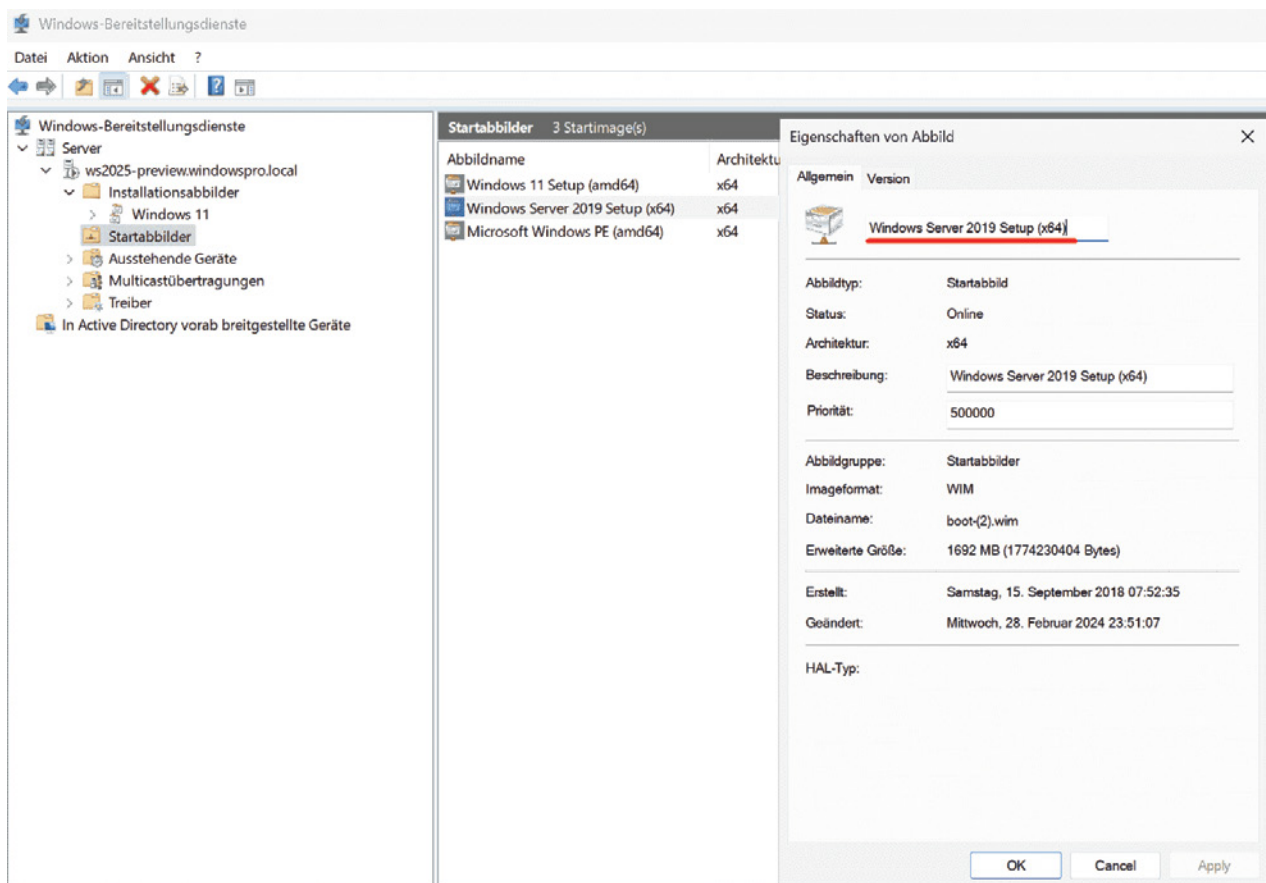 Windows-Bereitstellungsdienste
Datei Aktion Ansicht ?
Windows-Bereitstellungsdienste
Server
ws2025-preview.windowspro.local
Installationsabbilder
Windows 11
Startabbilder
Ausstehende Geräte
Multicastübertragungen
Treiber
In Active Directory vorab breitgestellte Geräte
Startabbilder 3 Startimage(s)
Abbildname Architektu
Windows 11 Setup (amd64) x64
Windows Server 2019 Setup (x64) x64
Microsoft Windows PE (amd64) x64
Eigenschaften von Abbild
Allgemein Version
Windows Server 2019 Setup (x64)
Abbildtyp: Startabbild
Status: Online
Architektur: x64
Beschreibung: Windows Server 2019 Setup (x64)
Priorität: 500000
Abbildgruppe: Startabbilder
Imageformat: WIM
Dateiname: boot-(2).wim
Erweiterte Größe: 1692 MB (1774230404 Bytes)
Erstellt: Samstag, 15. September 2018 07:52:35
Geändert: Mittwoch, 28. Februar 2024 23:51:07
HAL-Typ:
OK Cancel Apply